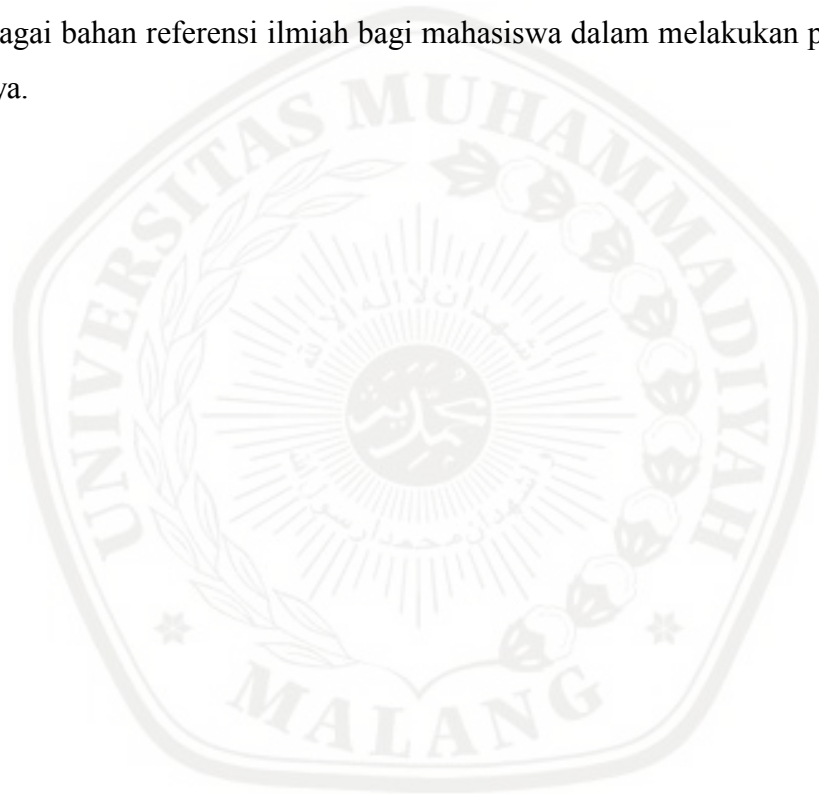 agai bahan referensi ilmiah bagi mahasiswa dalam melakukan p
ya.
UNIVERSITAS MUHAMMADIYAH
MALANG